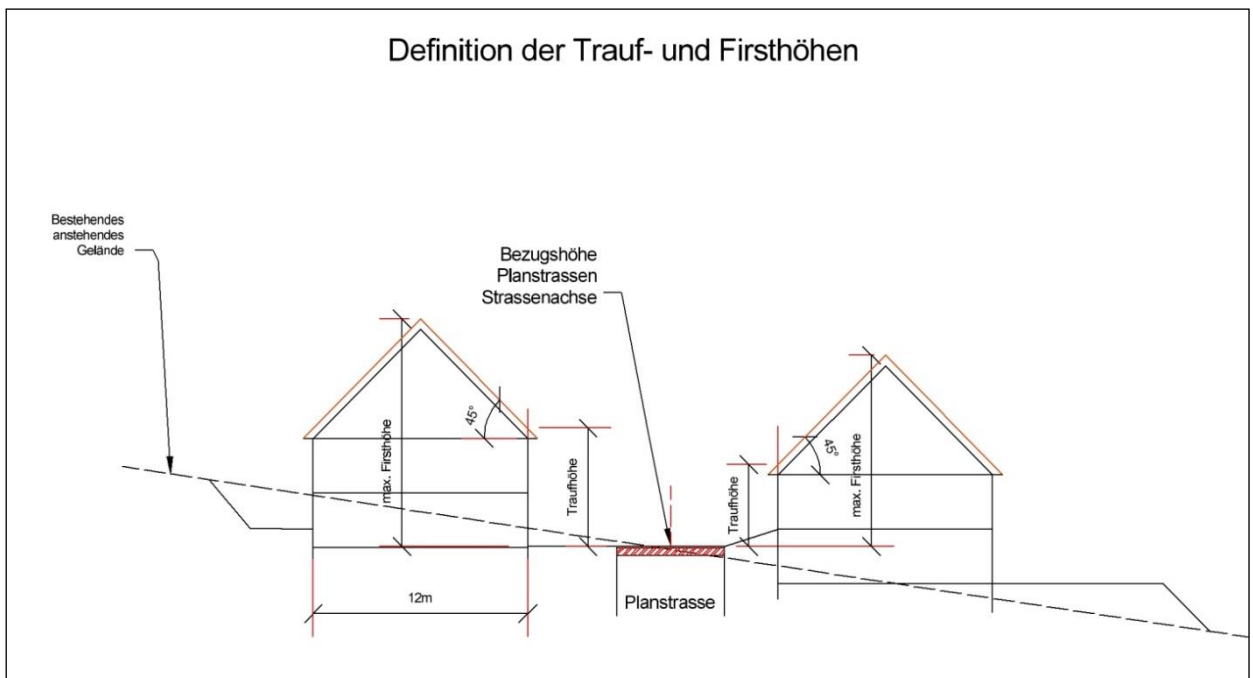 Definition der Trauf- und Firsthöhen
Bestehendes
anstehendes
Gelände
Bezugshöhe
Planstrassen
Strassenachse
45°
max. Firsthöhe
Traufhöhe
Traufhöhe
45°
max. Firsthöhe
12m
Planstrasse